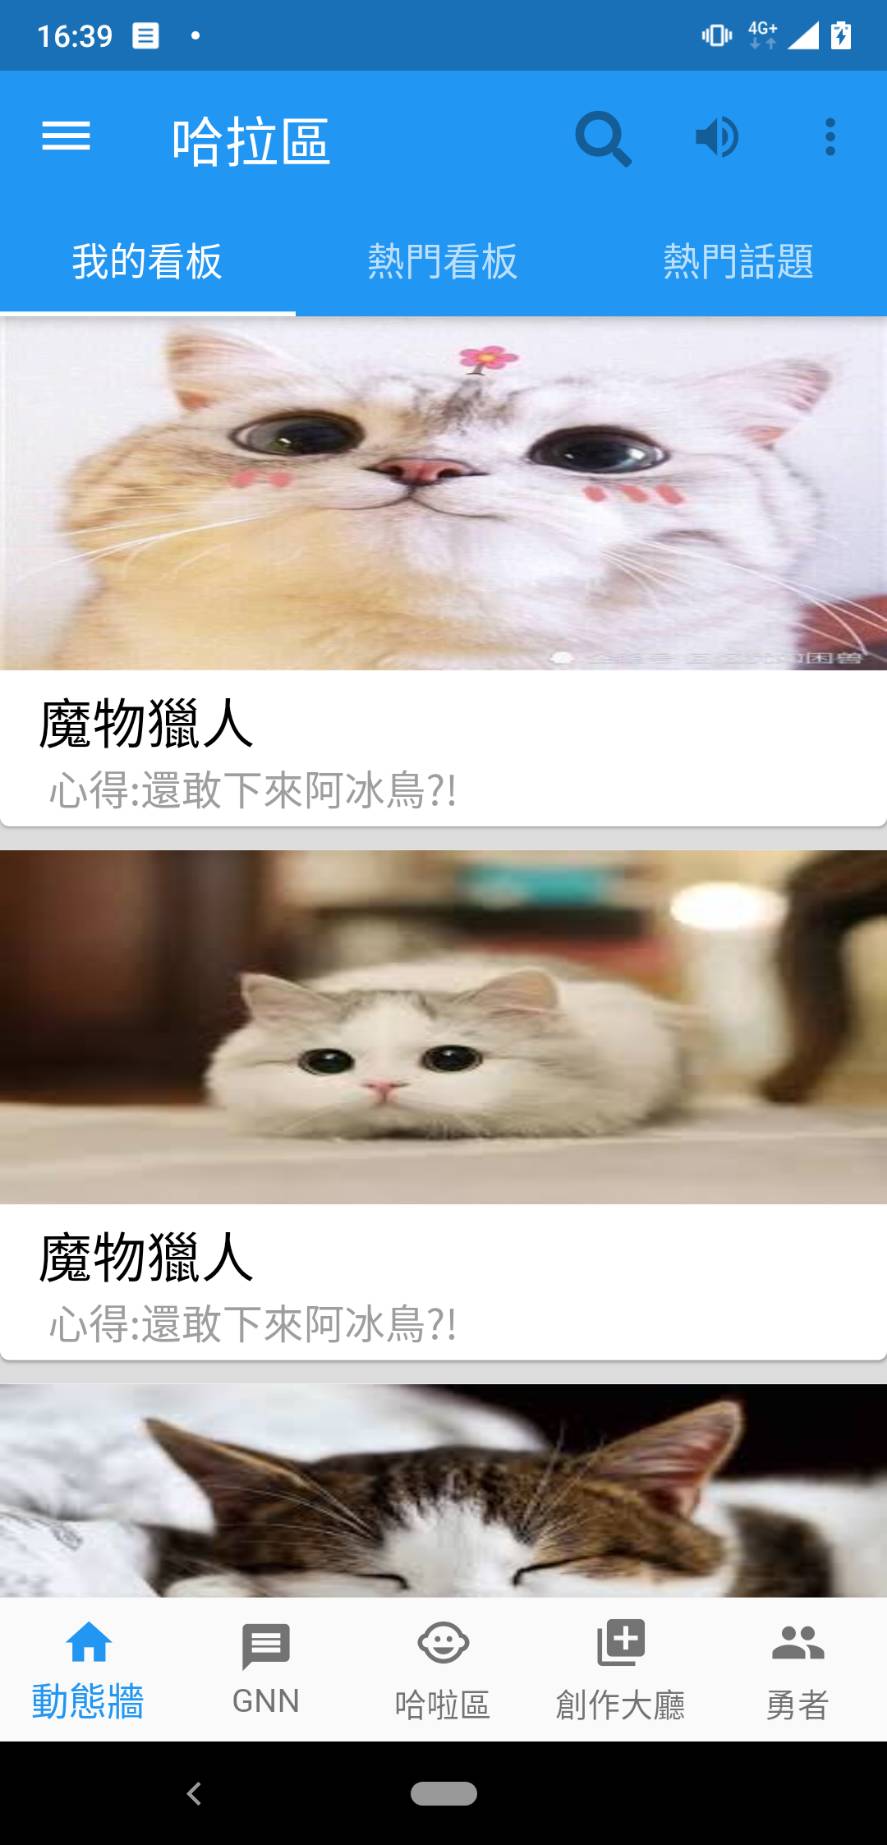 16:39
4G+
哈拉區
我的看板
熱門看板
熱門話題
魔物獵人
心得:還敢下來阿冰鳥?!
魔物獵人
心得:還敢下來阿冰鳥?!
動態牆
GNN
哈啦區
創作大廳
勇者